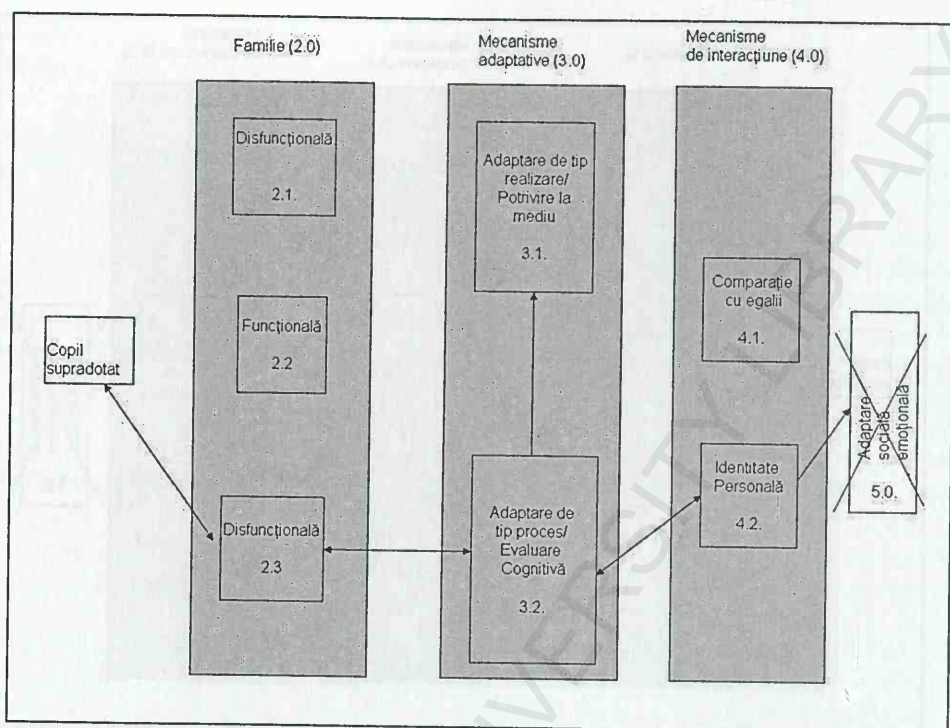 Familie (2.0)
Mecanisme
adaptative (3.0)
Mecanisme
de interacțiune (4.0)
Copil
supradotat
Disfuncțională
2.1.
Funcțională
2.2
Disfuncțională
2.3
Adaptare de tip
realizare/
Potrivire la
mediu
3.1.
Adaptare de
tip proces/
Evaluare
Cognitivă
3.2.
Comparație
cu egalii
4.1.
Identitate
Personală
4.2.
Adaptare
socială
emoțională
5.0.
UNIVERSITY LIBRARY